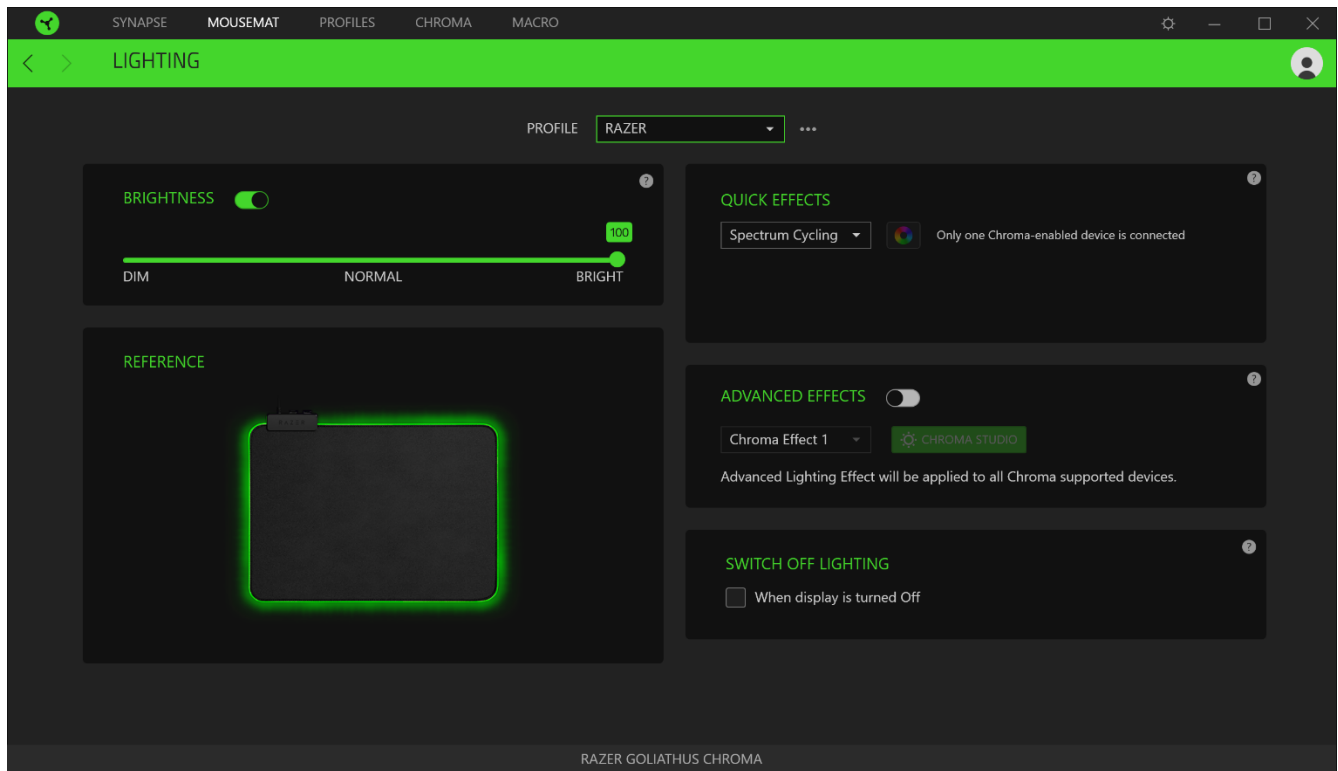 SYNAPSE MOUSEMAT PROFILES CHROMA MACRO
LIGHTING
PROFILE RAZER
BRIGHTNESS
100
DIM NORMAL BRIGHT
REFERENCE
RAZER
QUICK EFFECTS
Spectrum Cycling Only one Chroma-enabled device is connected
ADVANCED EFFECTS
Chroma Effect 1 CHROMA STUDIO
Advanced Lighting Effect will be applied to all Chroma supported devices.
SWITCH OFF LIGHTING
When display is turned Off
RAZER GOLIATHUS CHROMA